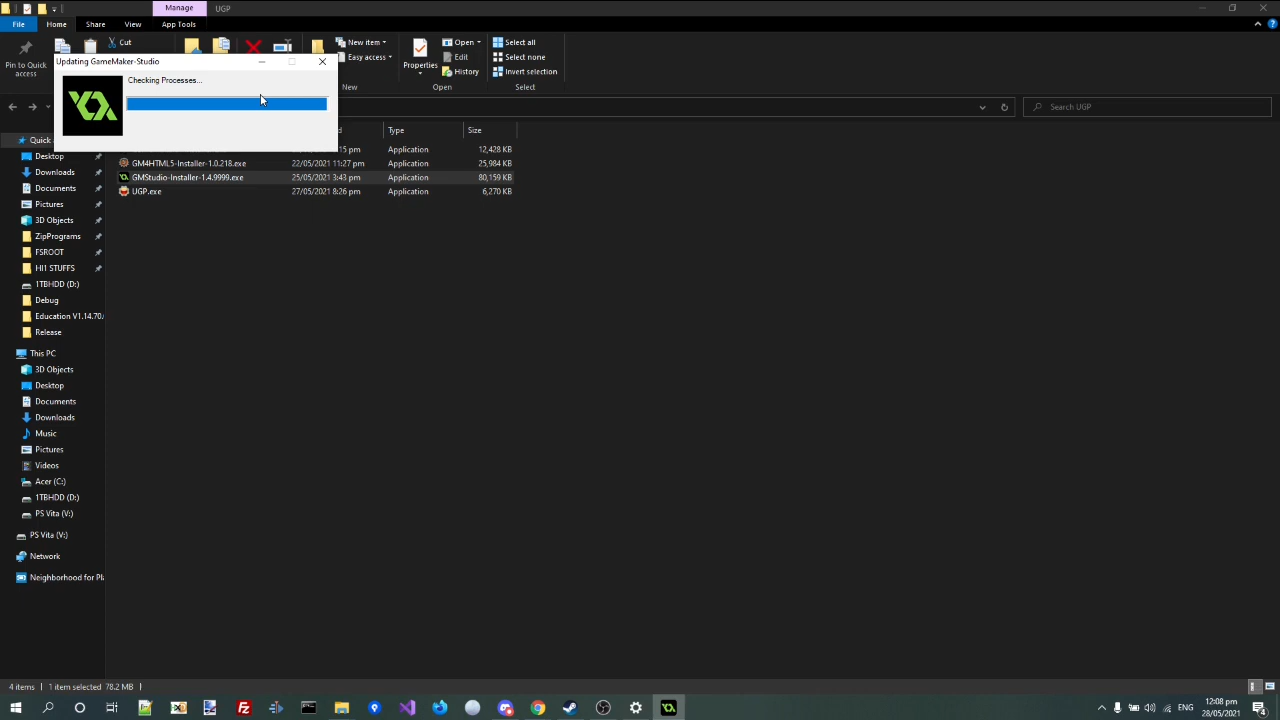 Manage
UGP
File
Home
Share
View
App Tools
Pin to Quick
access
Cut
New item
Easy access
New
Properties
Open
Edit
History
Open
Select all
Select none
Invert selection
Select
Updating GameMaker-Studio
Checking Processes...
Search UGP
Type
Size
Application
12,428 KB
GM4HTML5-Installer-1.0.218.exe
22/05/2021 11:27 pm
Application
25,984 KB
GMStudio-Installer-1.4.9999.exe
25/05/2021 3:43 pm
Application
80,159 KB
UGP.exe
27/05/2021 8:26 pm
Application
6,270 KB
Quick
Desktop
Downloads
Documents
Pictures
3D Objects
ZipPrograms
FSROOT
HI1 STUFFS
1TBHDD (D:)
Debug
Education V1.14.70.
Release
This PC
3D Objects
Desktop
Documents
Downloads
Music
Pictures
Videos
Acer (C:)
1TBHDD (D:)
PS Vita (V:)
PS Vita (V:)
Network
Neighborhood for Pl
4 items
1 item selected 78.2 MB
ENG
12:08 pm
28/05/2021
4